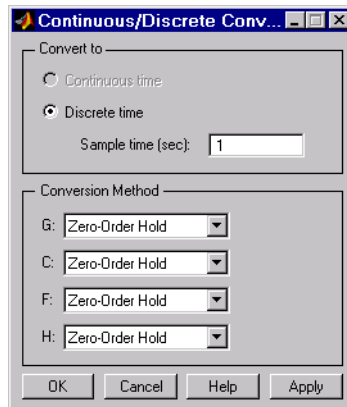 Continuous/Discrete Conv...
Convert to
Continuous time
Discrete time
Sample time (sec): 1
Conversion Method
G: Zero-Order Hold
C: Zero-Order Hold
F: Zero-Order Hold
H: Zero-Order Hold
OK Cancel Help Apply